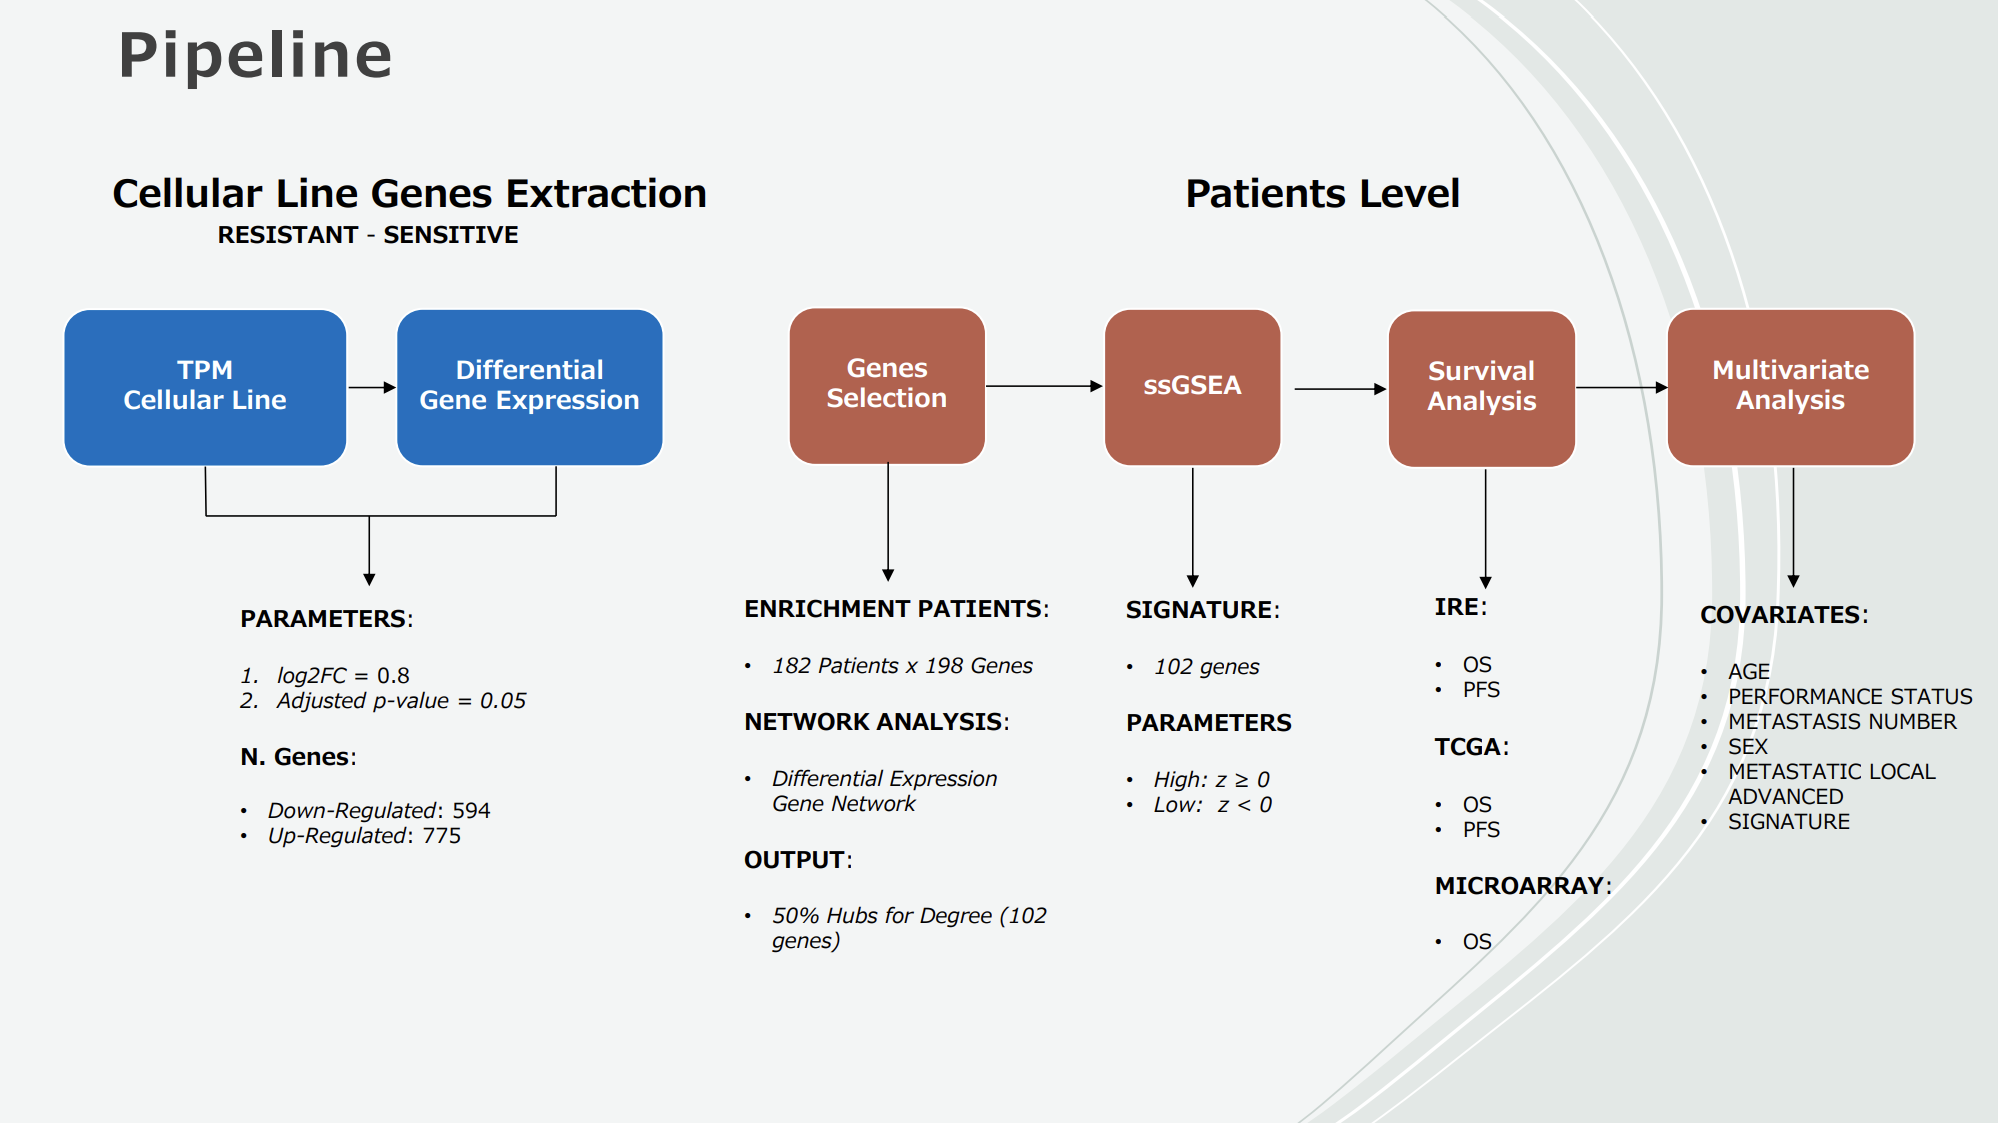 Pipeline
Cellular Line Genes Extraction
RESISTANT - SENSITIVE
Patients Level
TPM
Cellular Line
Differential
Gene Expression
Genes
Selection
ssGSEA
Survival
Analysis
Multivariate
Analysis
PARAMETERS:
1. log2FC = 0.8
2. Adjusted p-value = 0.05
N. Genes:
• Down-Regulated: 594
• Up-Regulated: 775
ENRICHMENT PATIENTS:
• 182 Patients x 198 Genes
NETWORK ANALYSIS:
• Differential Expression
Gene Network
OUTPUT:
• 50% Hubs for Degree (102
genes)
SIGNATURE:
• 102 genes
PARAMETERS
• High: z ≥ 0
• Low: z < 0
IRE:
• OS
• PFS
TCGA:
• OS
• PFS
MICROARRAY:
• OS
COVARIATES:
• AGE
• PERFORMANCE STATUS
• METASTASIS NUMBER
• SEX
• METASTATIC LOCAL
ADVANCED
• SIGNATURE